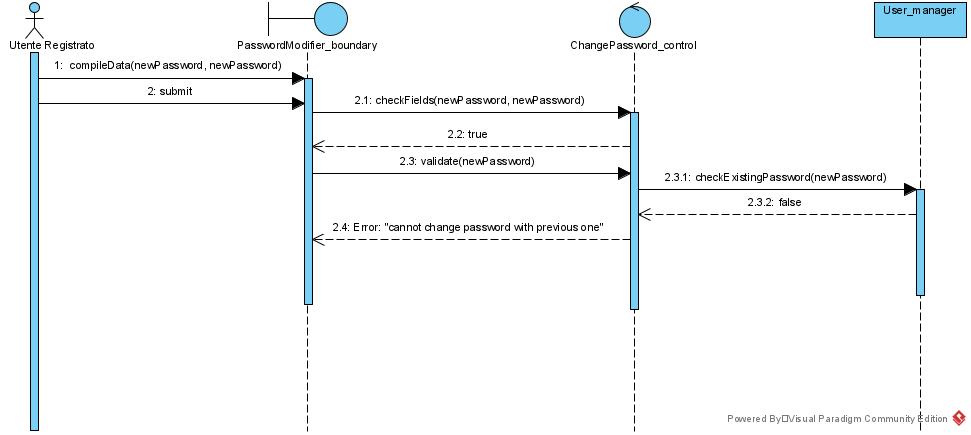 Utente Registrato
PasswordModifier_boundary
ChangePassword_control
User_manager
1: compileData(newPassword, newPassword)
2: submit
2.1: checkFields(newPassword, newPassword)
2.2: true
2.3: validate(newPassword)
2.3.1: checkExistingPassword(newPassword)
2.3.2: false
2.4: Error: "cannot change password with previous one"
Powered By Visual Paradigm Community Edition